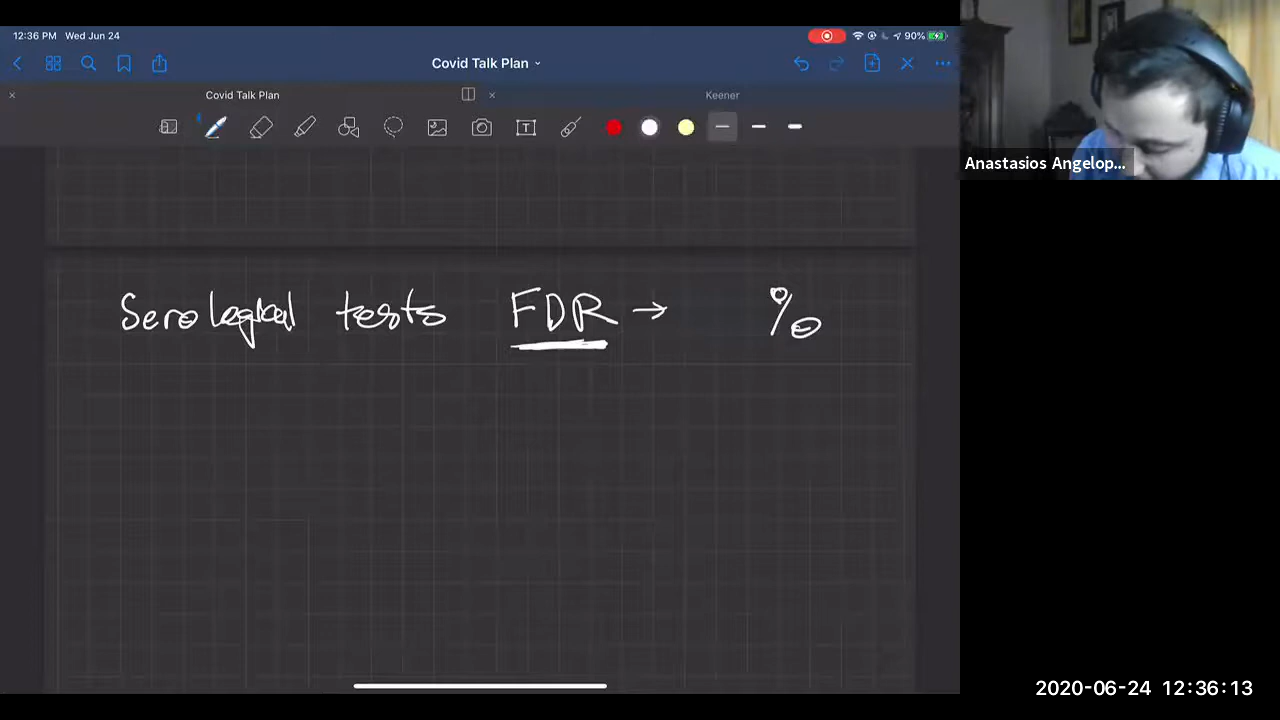 12:36 PM Wed Jun 24
90%
Covid Talk Plan
Covid Talk Plan
Keener
T
Anastasios Angelop...
Serological tests FDR → %
2020-06-24 12:36:13